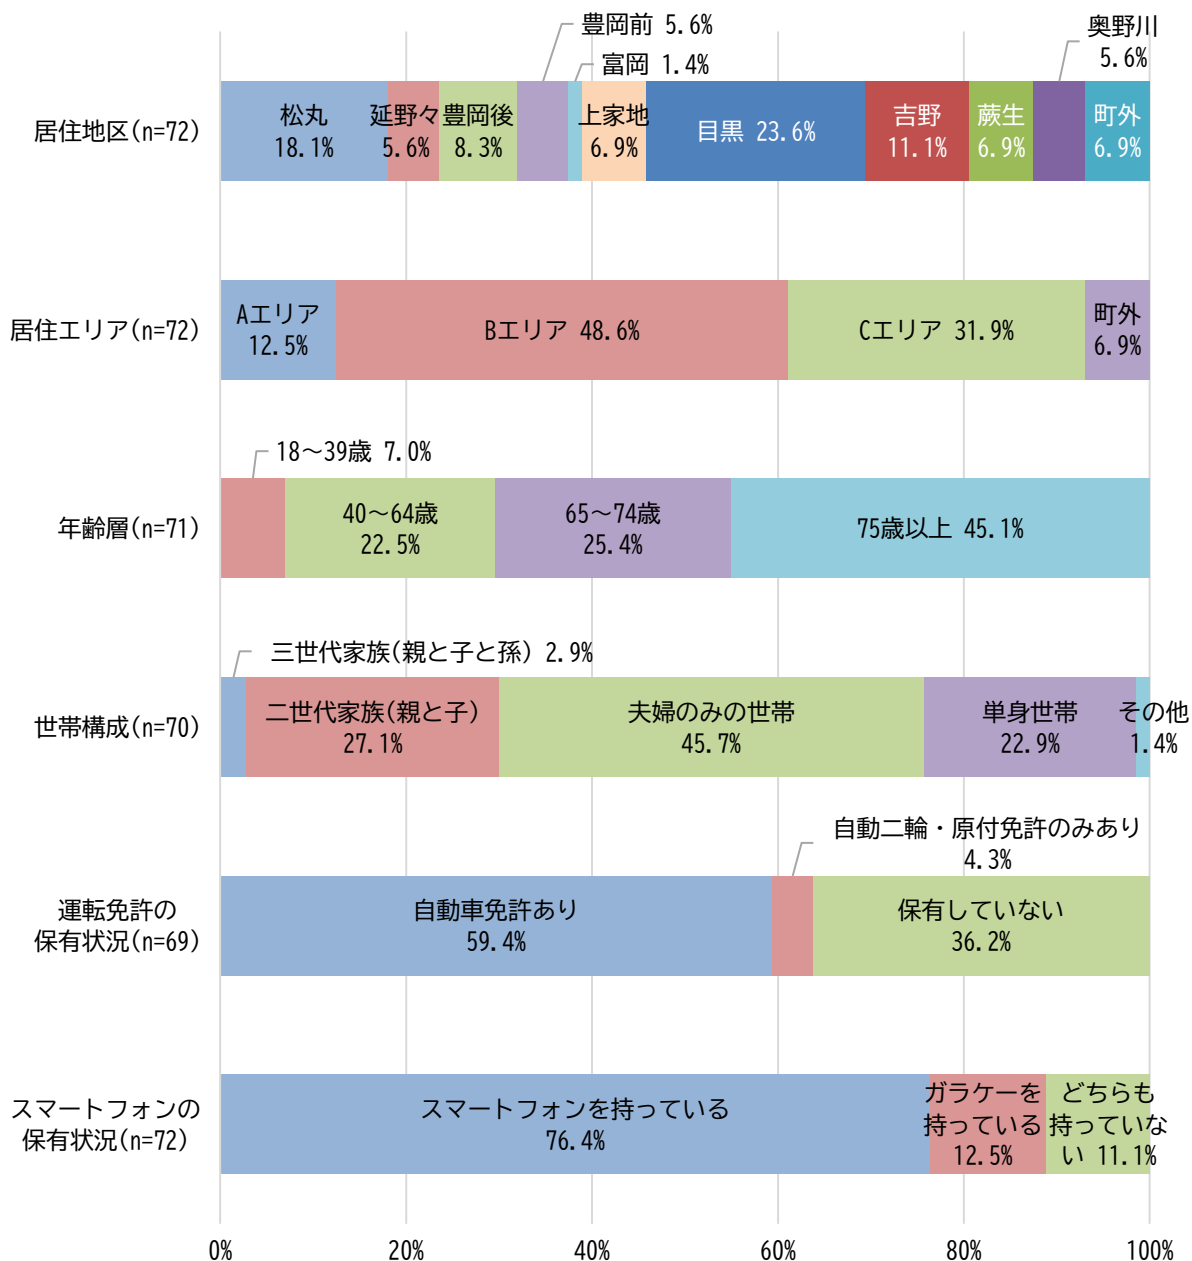 豊岡前 5.6%
奥野川
5.6%
富岡 1.4%
居住地区(n=72)
松丸
18.1%
延野々
5.6%
豊岡後
8.3%
上家地
6.9%
目黒 23.6%
吉野
11.1%
蕨生
6.9%
町外
6.9%
居住エリア(n=72)
Aエリア
12.5%
Bエリア 48.6%
Cエリア 31.9%
町外
6.9%
18～39歳 7.0%
年齢層(n=71)
40～64歳
22.5%
65～74歳
25.4%
75歳以上 45.1%
三世代家族(親と子と孫) 2.9%
世帯構成(n=70)
二世代家族(親と子)
27.1%
夫婦のみの世帯
45.7%
単身世帯
22.9%
その他
1.4%
自動二輪・原付免許のみあり
4.3%
運転免許の
保有状況(n=69)
自動車免許あり
59.4%
保有していない
36.2%
スマートフォンの
保有状況(n=72)
スマートフォンを持っている
76.4%
ガラケーを
持っている
12.5%
どちらも
持っていな
い 11.1%
0%
20%
40%
60%
80%
100%